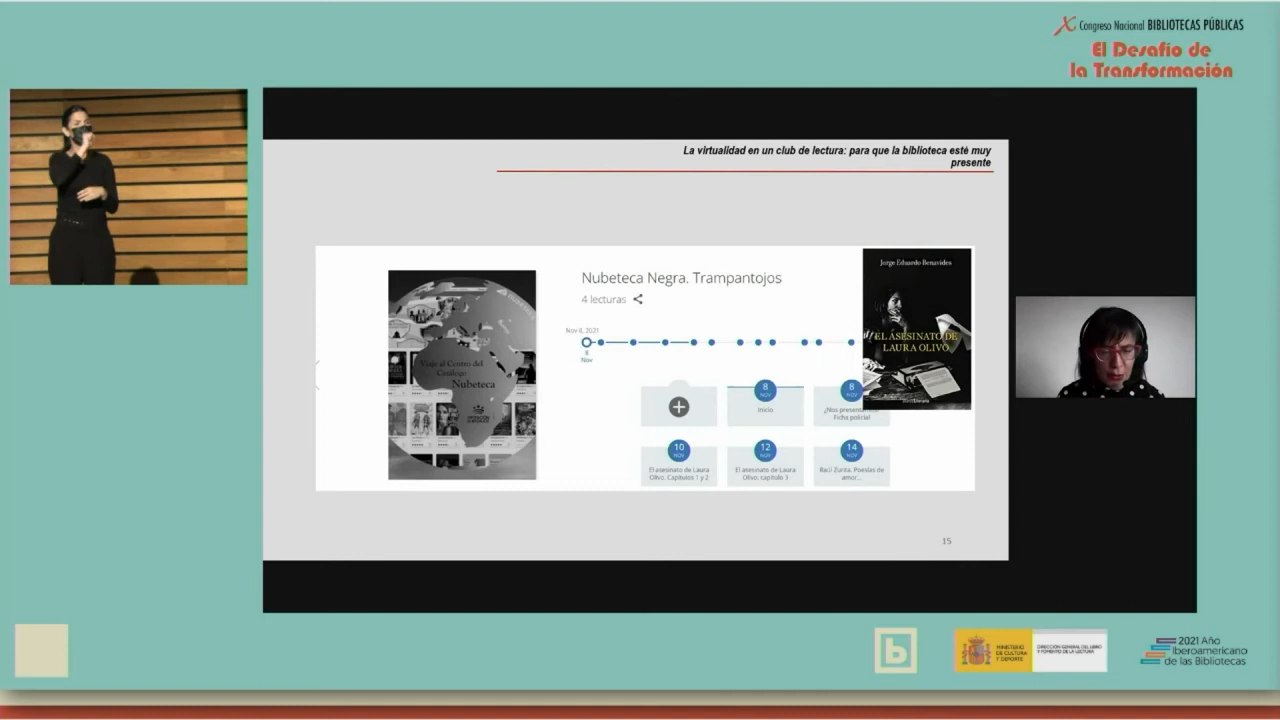 X Congreso Nacional BIBLIOTECAS PÚBLICAS
El Desafío de
la Transformación
La virtualidad en un club de lectura: para que la biblioteca esté muy
presente
Viaje al Centro del
Catálogo
Nubeteca
Nubeteca Negra. Trampantojos
4 lecturas
Nov 8, 2021
8
Nov
8
NOV
Inicio
8
NOV
¿Nos
Ficha policial
10
NOV
El asesinato de Laura
Olivo. Capítulos 1 y 2
12
NOV
El asesinato de Laura
Olivo. capítulo 3
14
NOV
Raúl Zurita. Poesías de
amor...
Jorge Eduardo Benavides
EL ASESINATO DE
LAURA OLIVO
15
b
MINISTERIO
DE CULTURA
Y DEPORTE
DIRECCIÓN GENERAL DEL LIBRO
Y FOMENTO DE LA LECTURA
2021 Año
Iberoamericano
de las Bibliotecas